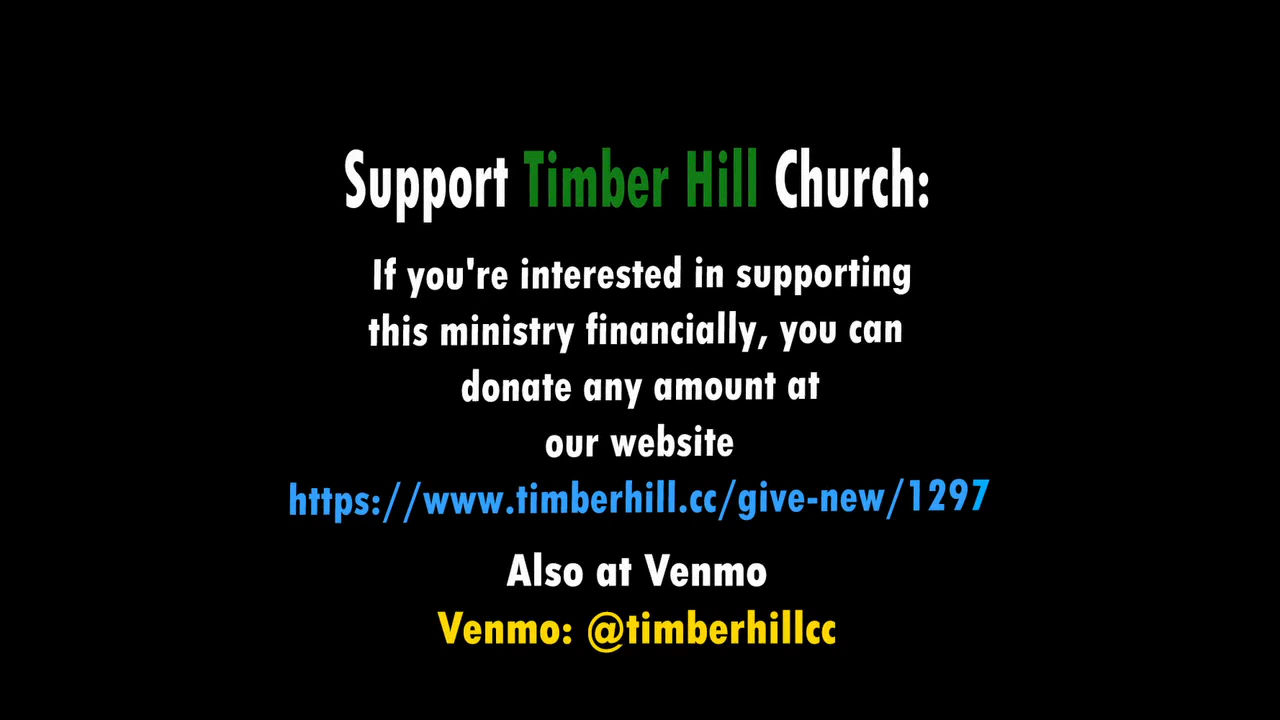 Support Timber Hill Church:
If you're interested in supporting
this ministry financially, you can
donate any amount at
our website
https://www.timberhill.cc/give-new/1297
Also at Venmo
Venmo: @timberhillcc